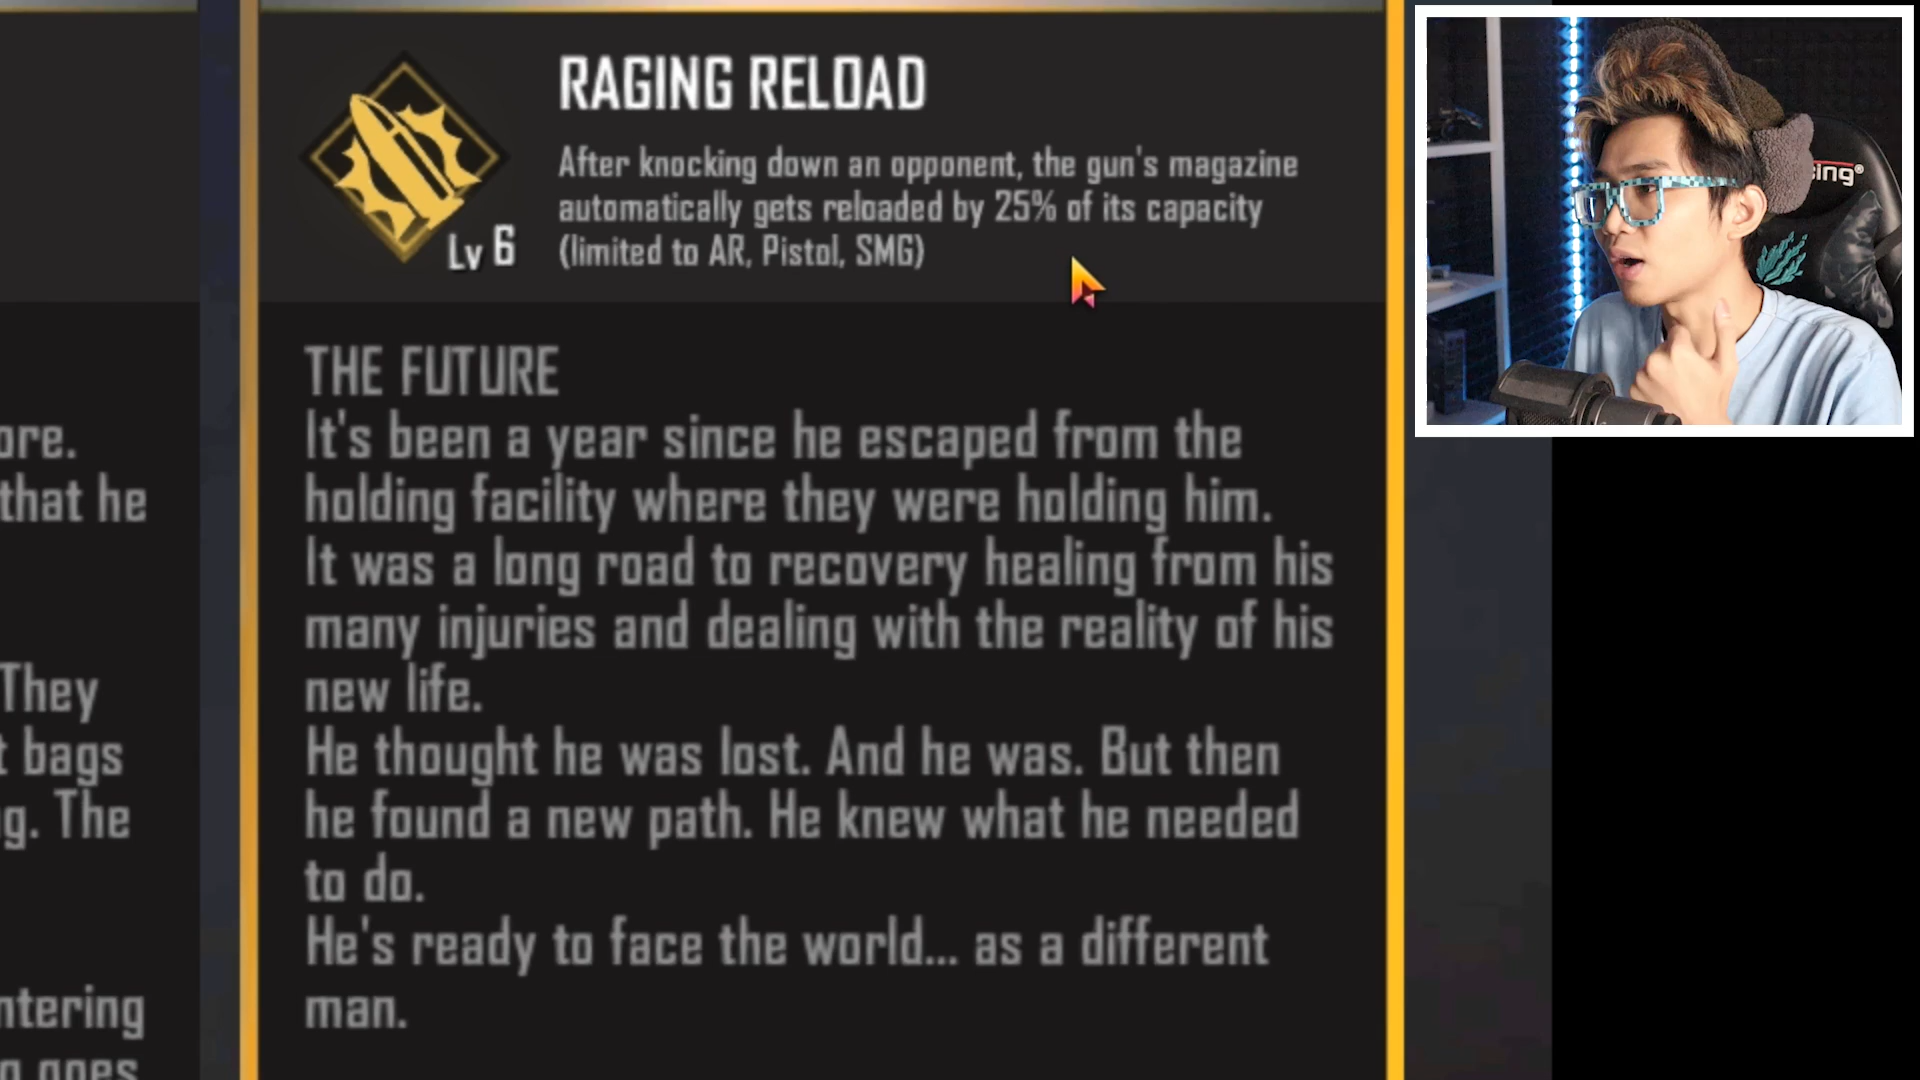 RAGING RELOAD
After knocking down an opponent, the gun's magazine
automatically gets reloaded by 25% of its capacity
(limited to AR, Pistol, SMG)
Lv 6
THE FUTURE
It's been a year since he escaped from the
holding facility where they were holding him.
It was a long road to recovery healing from his
many injuries and dealing with the reality of his
new life.
He thought he was lost. And he was. But then
he found a new path. He knew what he needed
to do.
He's ready to face the world... as a different
man.
that he
They
bags
The